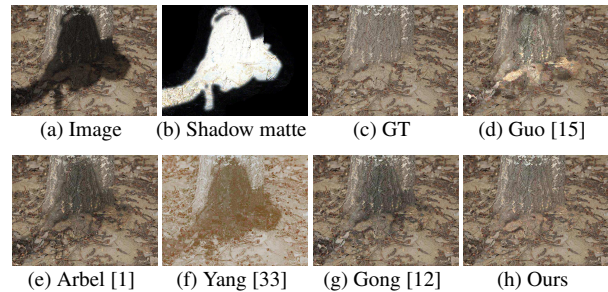 (a) Image (b) Shadow matte (c) GT (d) Guo [15]
(e) Arbel [1] (f) Yang [33] (g) Gong [12] (h) Ours